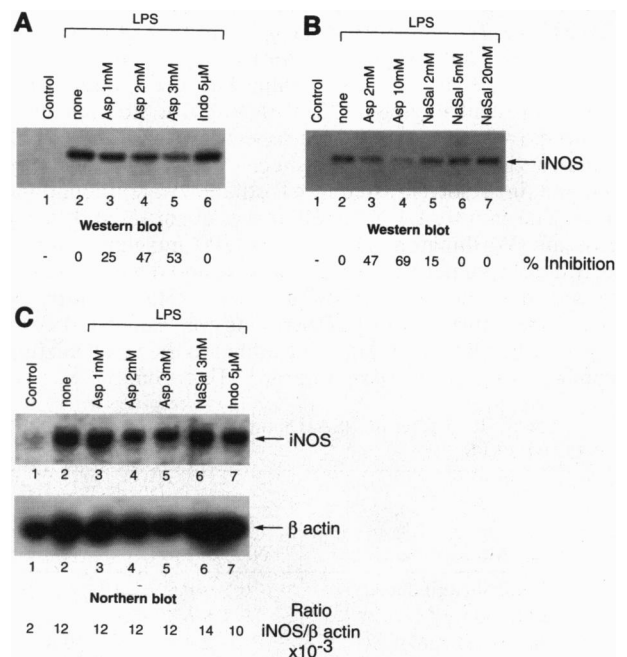 A
LPS
Control
none
Asp 1mM
Asp 2mM
Asp 3mM
Indo 5µM
1 2 3 4 5 6
Western blot
- 0 25 47 53 0
B
LPS
Control
none
Asp 2mM
Asp 10mM
NaSal 2mM
NaSal 5mM
NaSal 20mM
iNOS
1 2 3 4 5 6 7
Western blot
- 0 47 69 15 0 0 % Inhibition
C
LPS
Control
none
Asp 1mM
Asp 2mM
Asp 3mM
NaSal 3mM
Indo 5µM
iNOS
1 2 3 4 5 6 7
β actin
1 2 3 4 5 6 7
Northern blot
Ratio
2 12 12 12 12 14 10 iNOS/β actin
x10-3